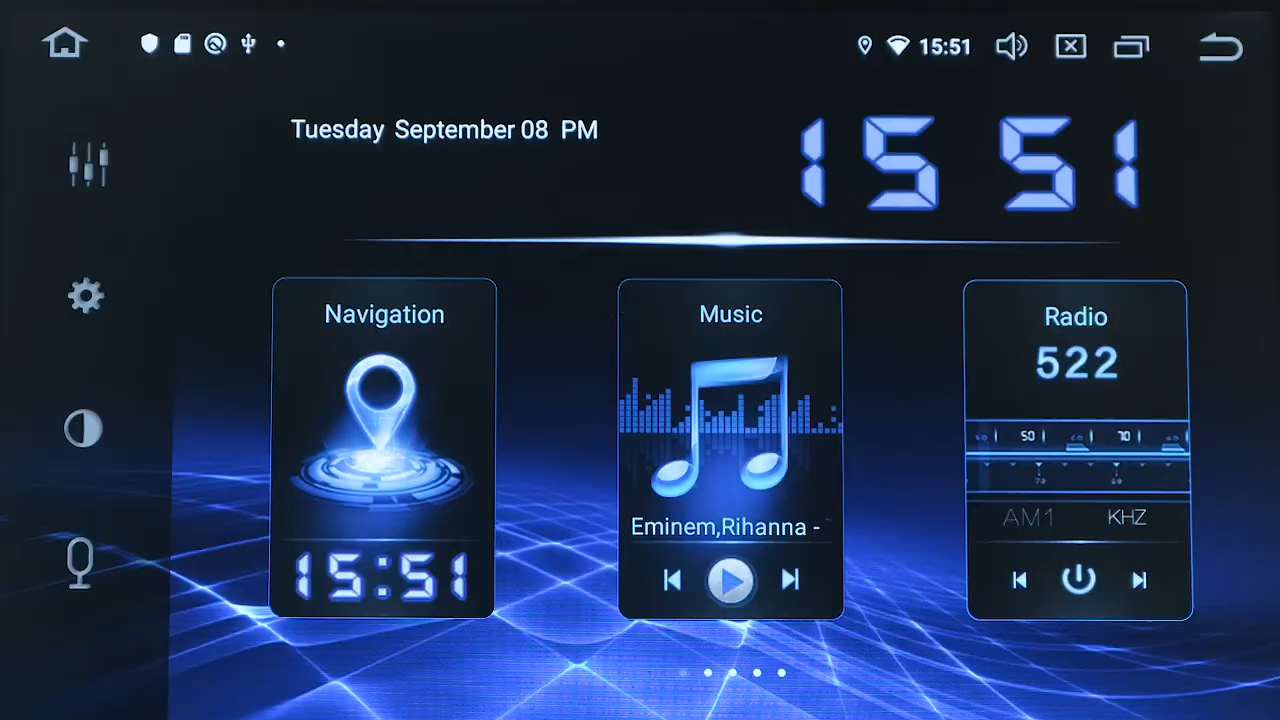 15:51
Tuesday September 08 PM
15 51
Navigation
Music
Radio
522
50 70
AM1 KHZ
Eminem,Rihanna -
15:51